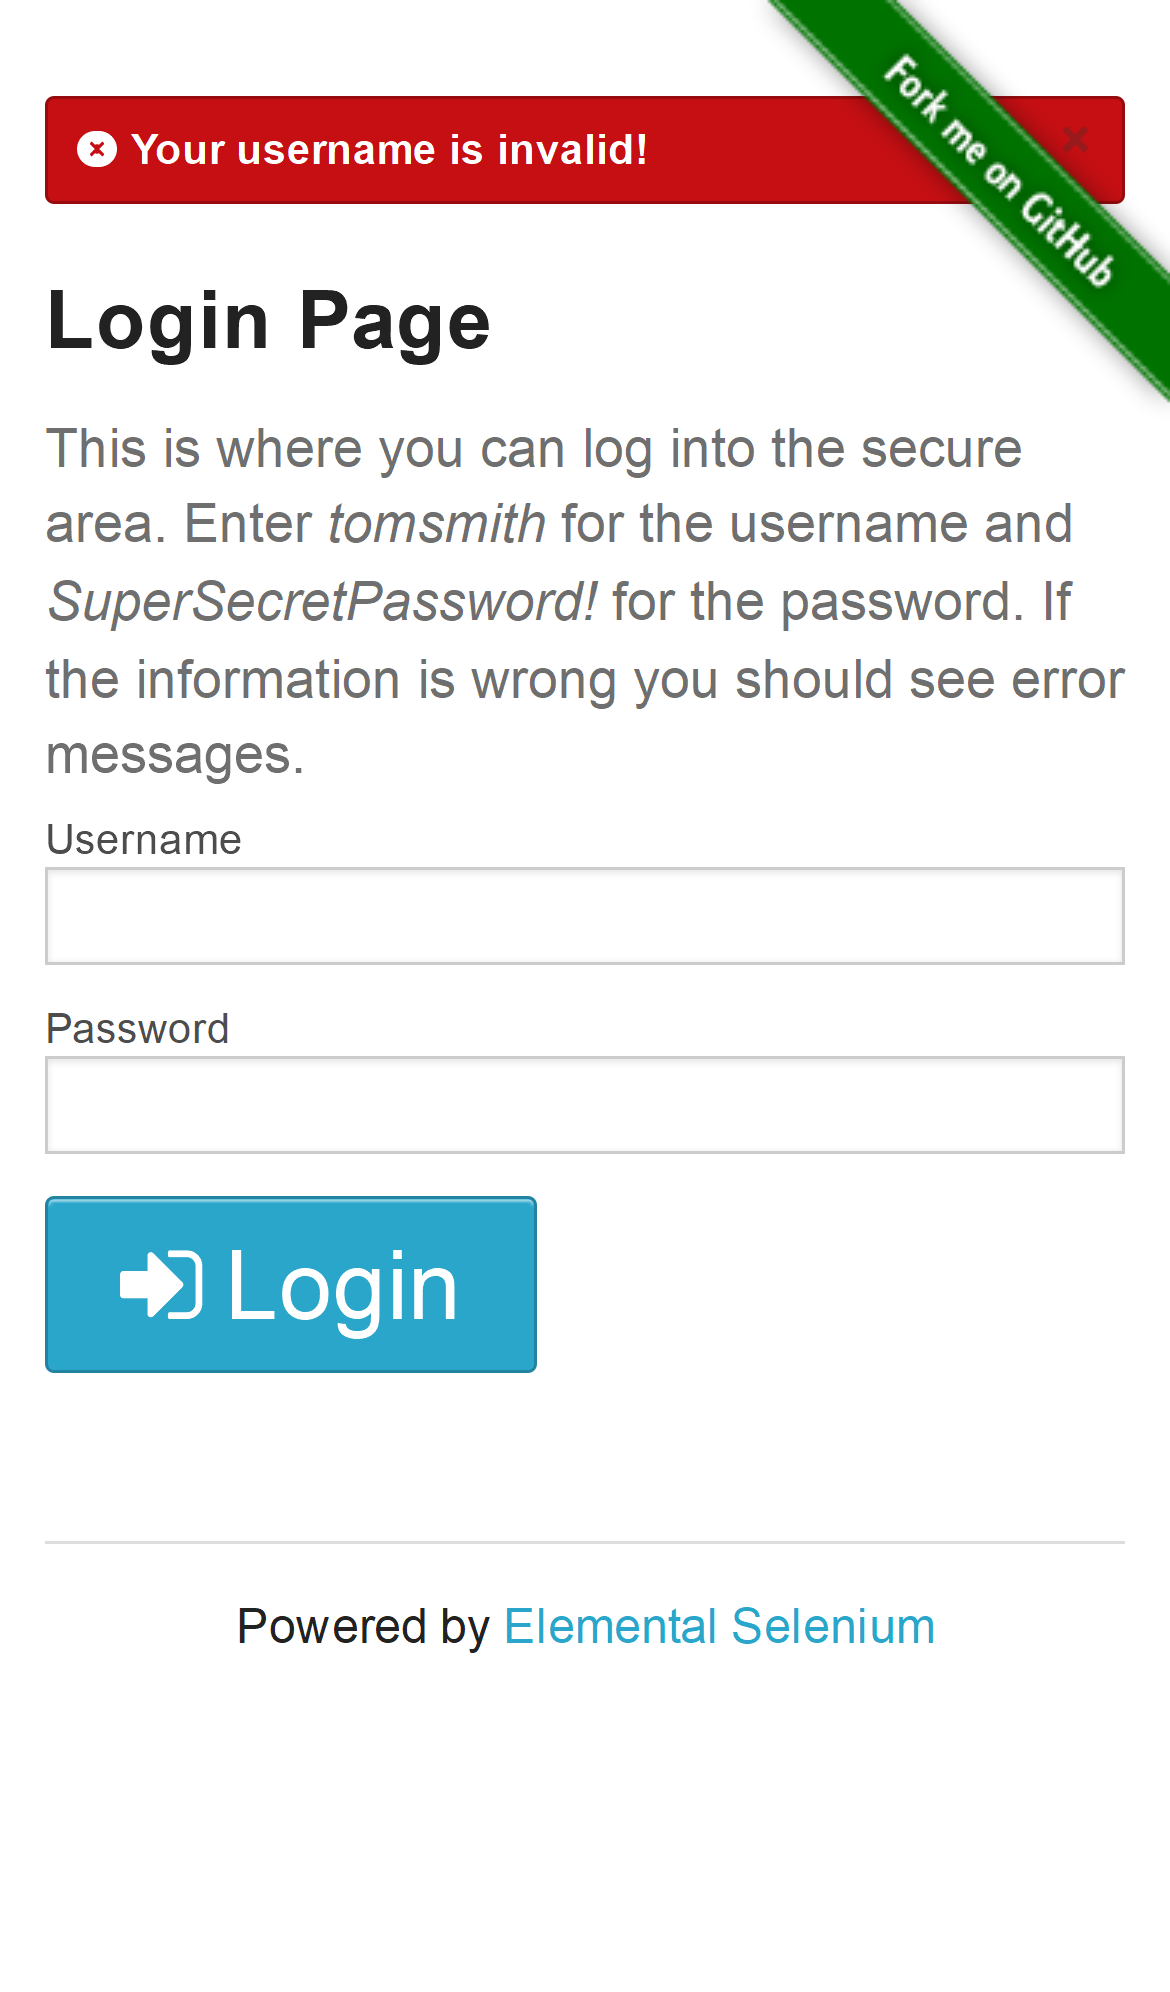 Fork me on GitHub
Your username is invalid!
Login Page
This is where you can log into the secure
area. Enter tomsmith for the username and
SuperSecretPassword! for the password. If
the information is wrong you should see error
messages.
Username
Password
Login
Powered by Elemental Selenium